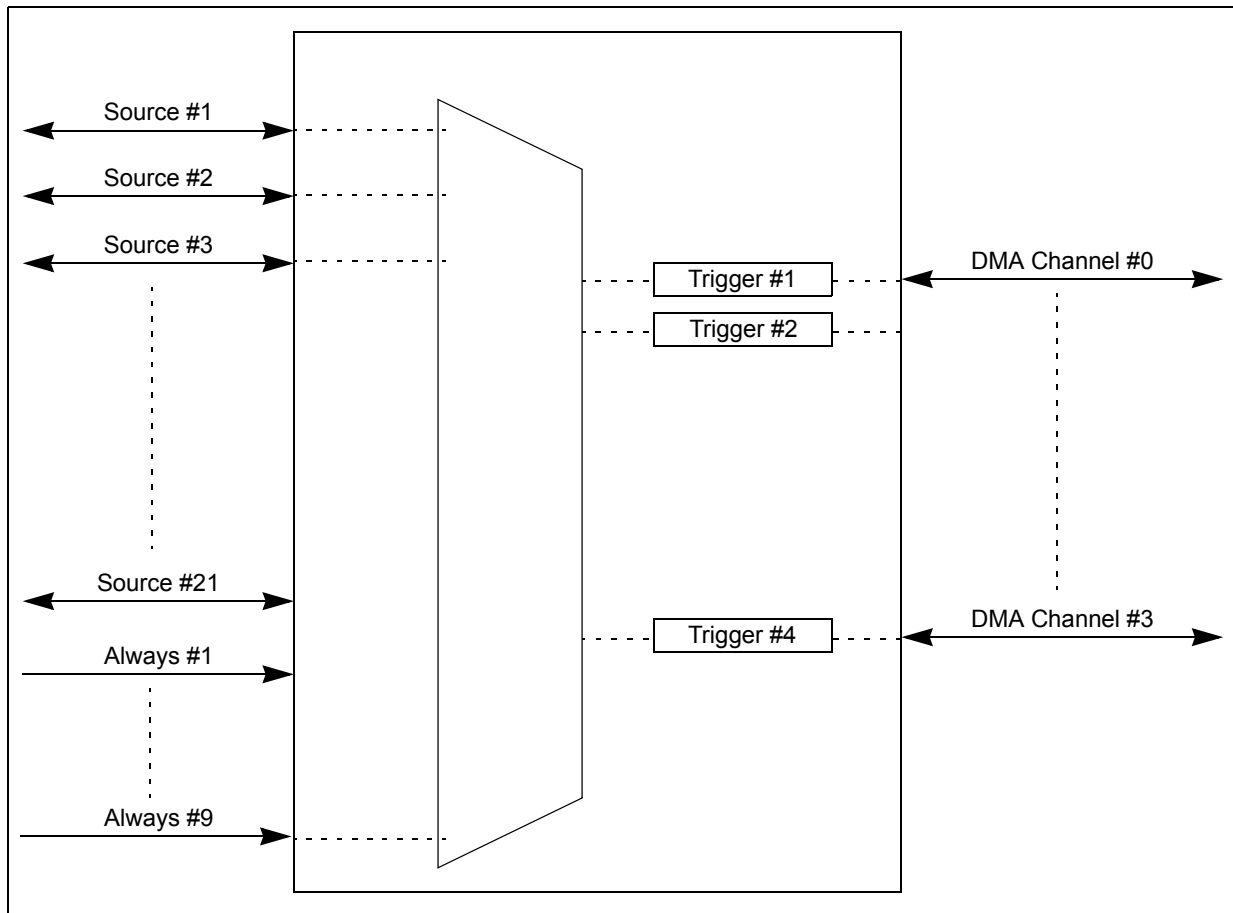 Source #1
Source #2
Source #3
Source #21
Always #1
Always #9
Trigger #1
Trigger #2
Trigger #4
DMA Channel #0
DMA Channel #3